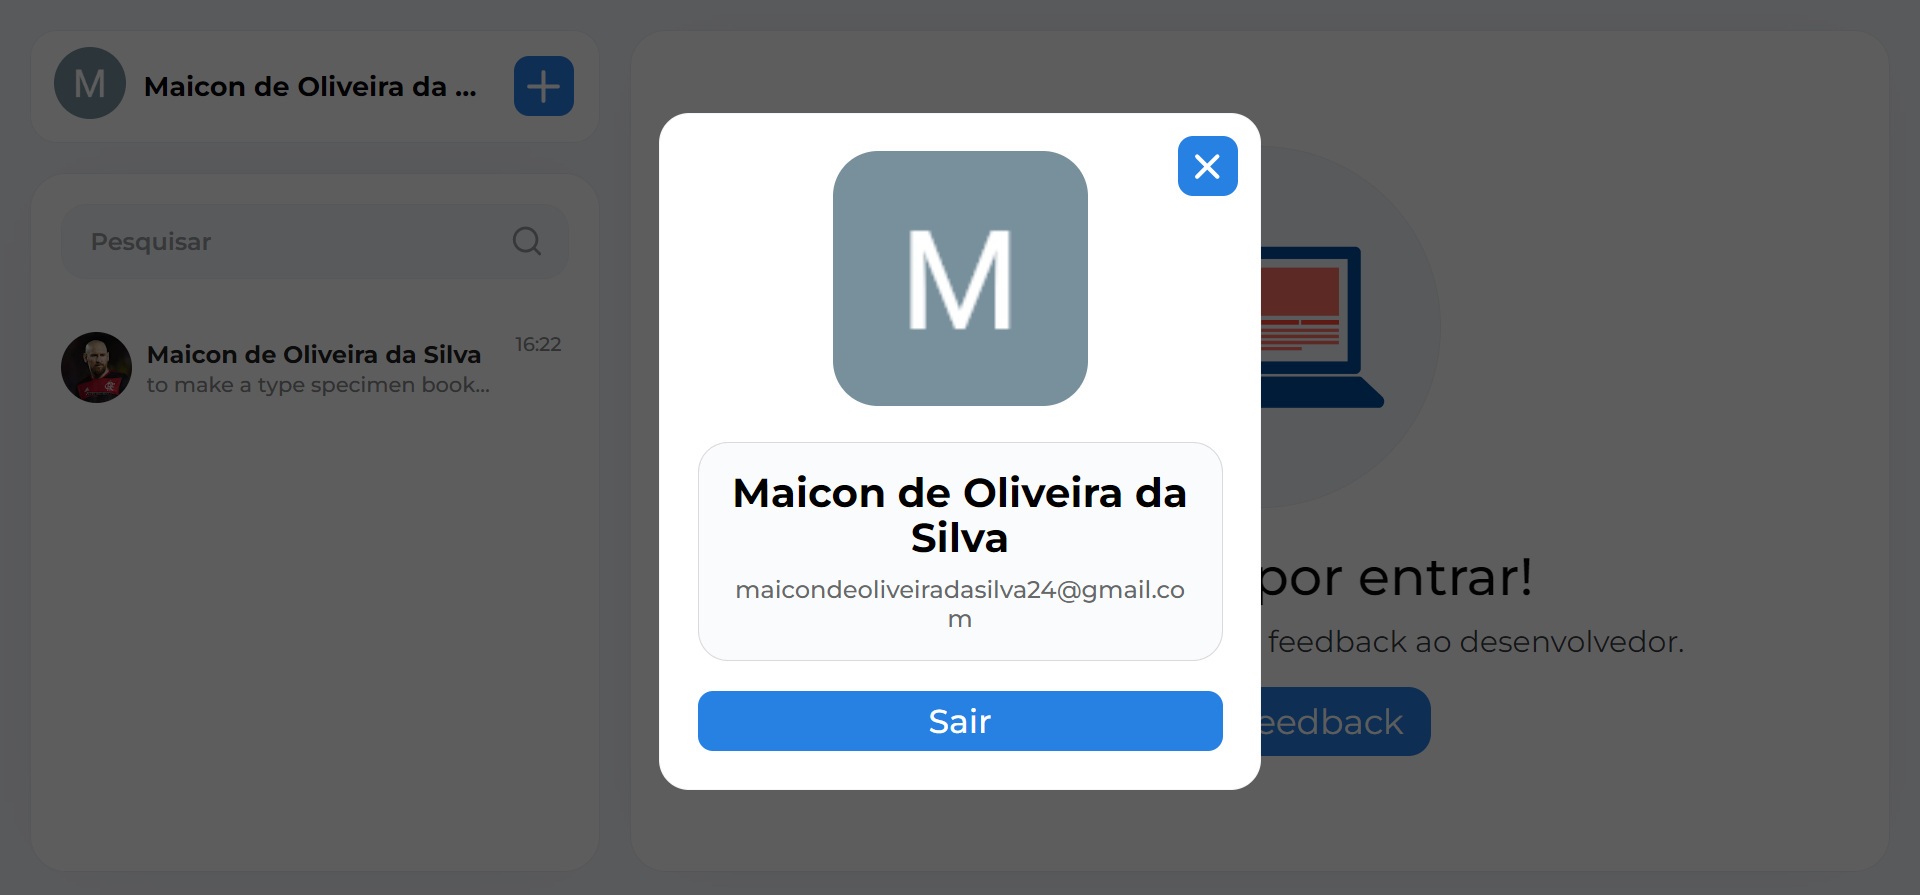 M
Maicon de Oliveira da ...
Pesquisar
Maicon de Oliveira da Silva
16:22
to make a type specimen book...
M
Maicon de Oliveira da
Silva
maicondeoliveiradasilva24@gmail.co
m
Sair
por entrar!
feedback ao desenvolvedor.
eedback